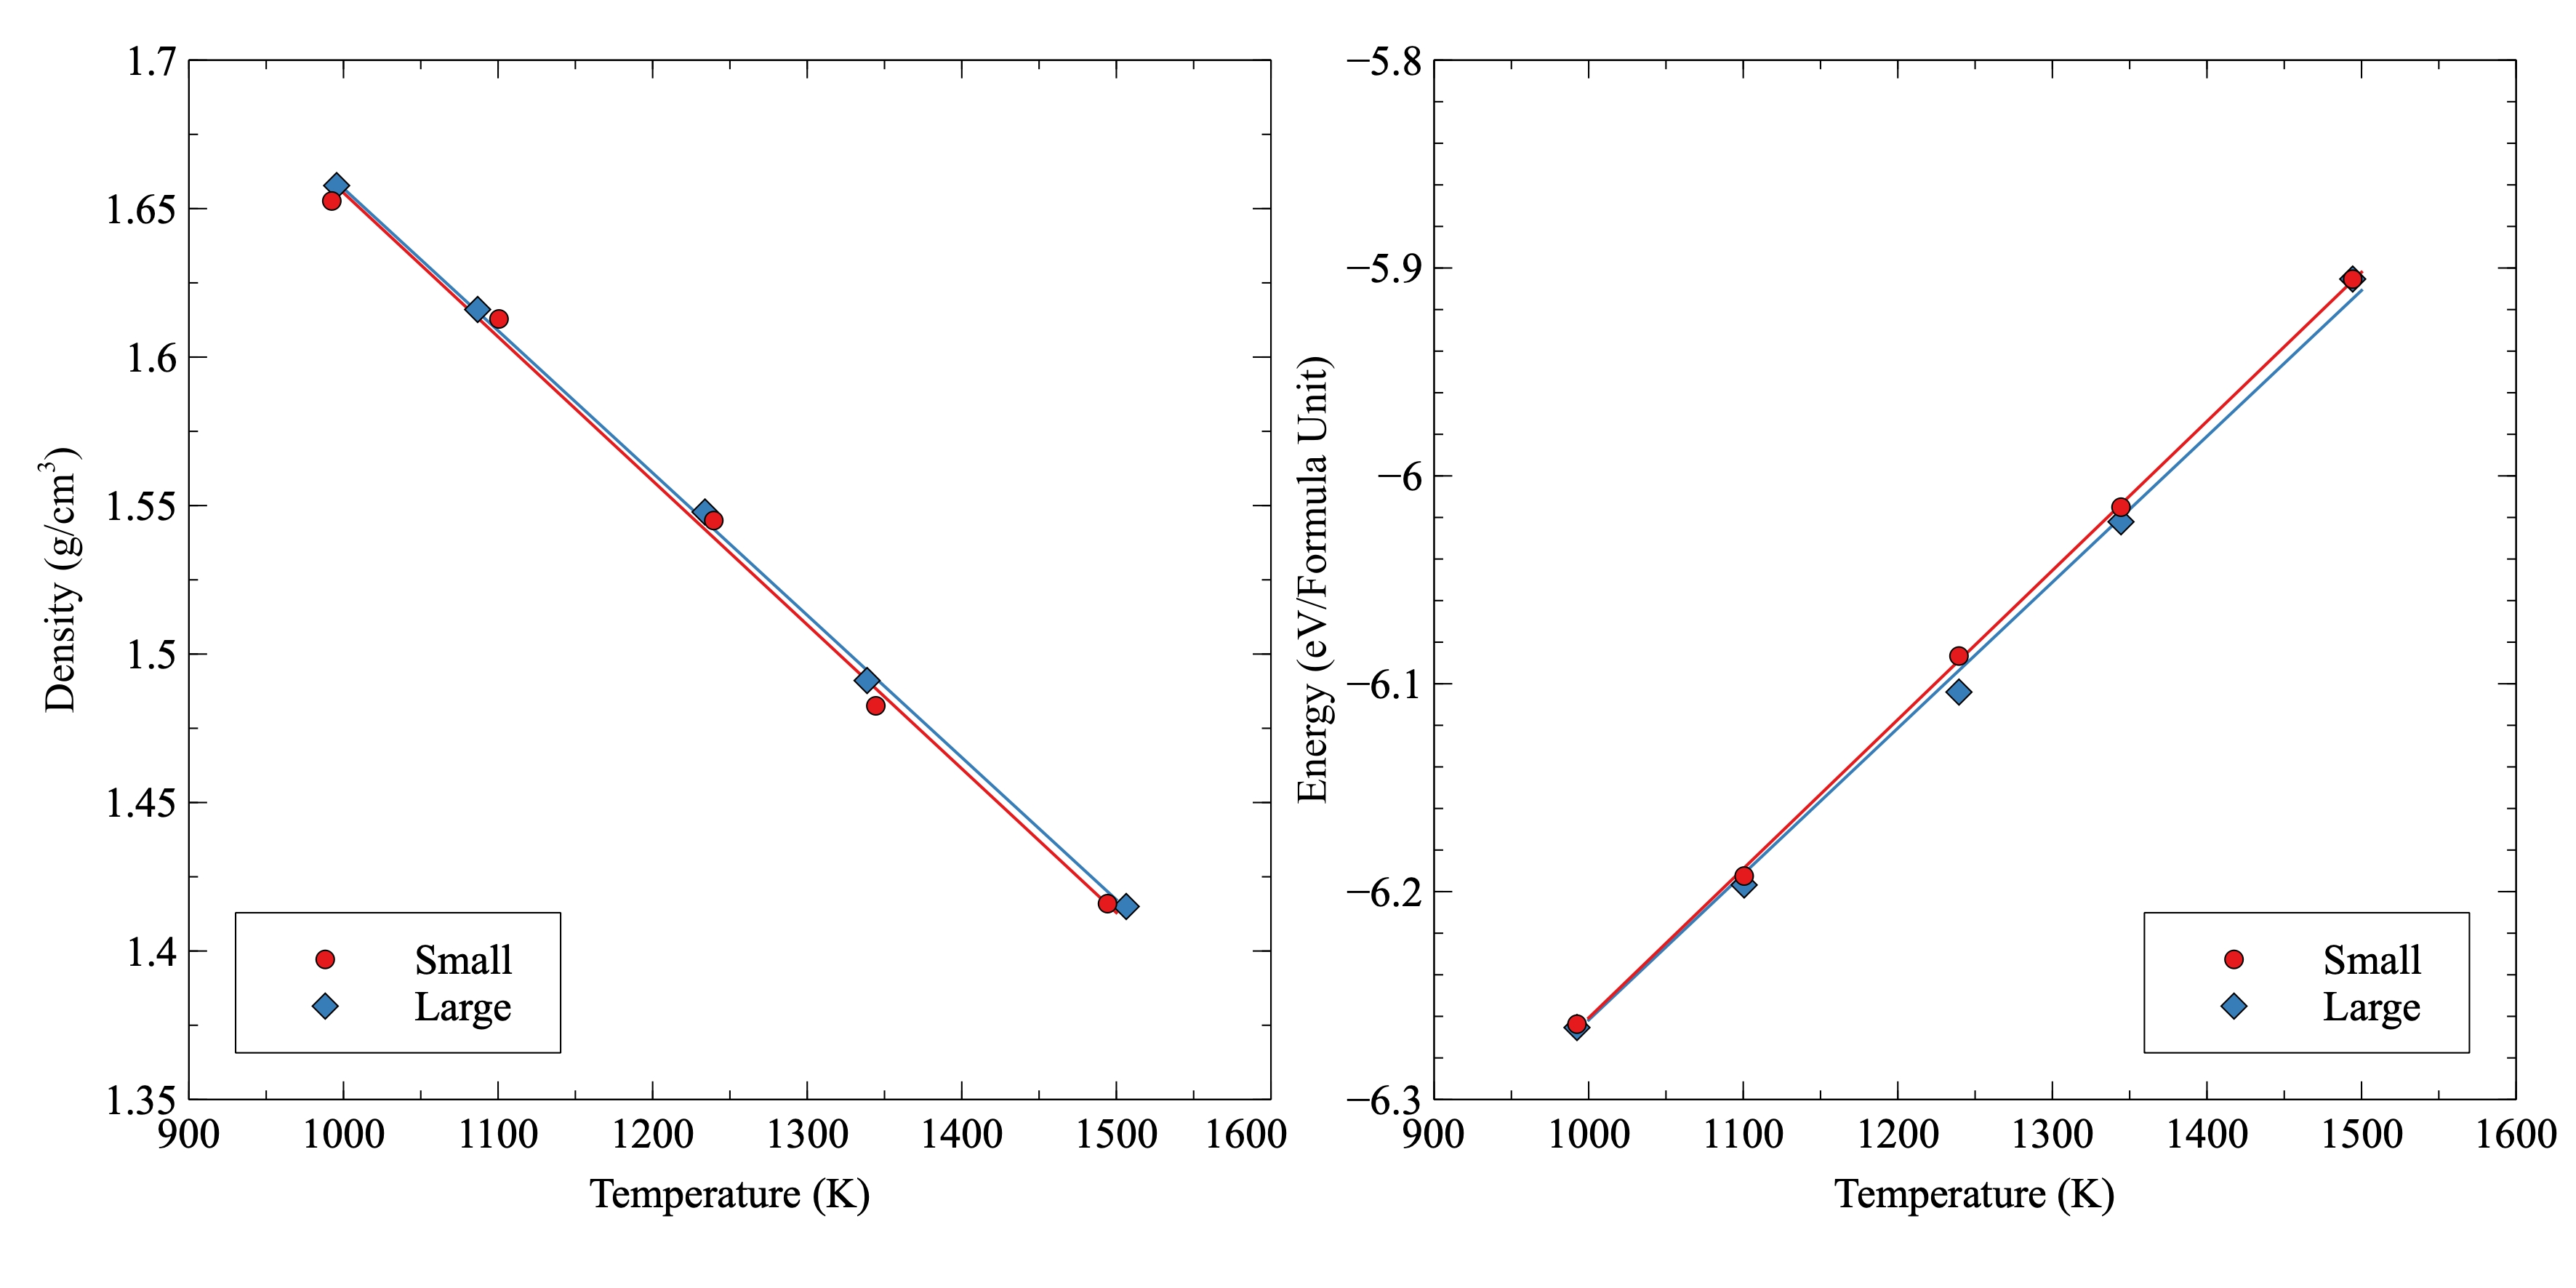 1.7
1.65
1.6
1.55
1.5
1.45
1.4
1.35
Density (g/cm³)
900 1000 1100 1200 1300 1400 1500 1600
Temperature (K)
Small
Large
−5.8
−5.9
−6
−6.1
−6.2
−6.3
Energy (eV/Formula Unit)
900 1000 1100 1200 1300 1400 1500 1600
Temperature (K)
Small
Large